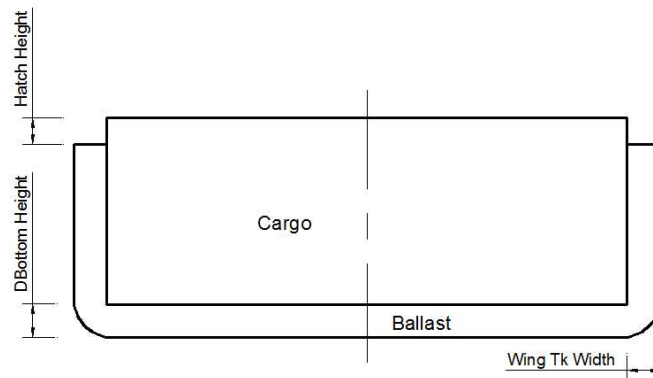 Hatch Height
DBottom Height
Cargo
Ballast
Wing Tk Width